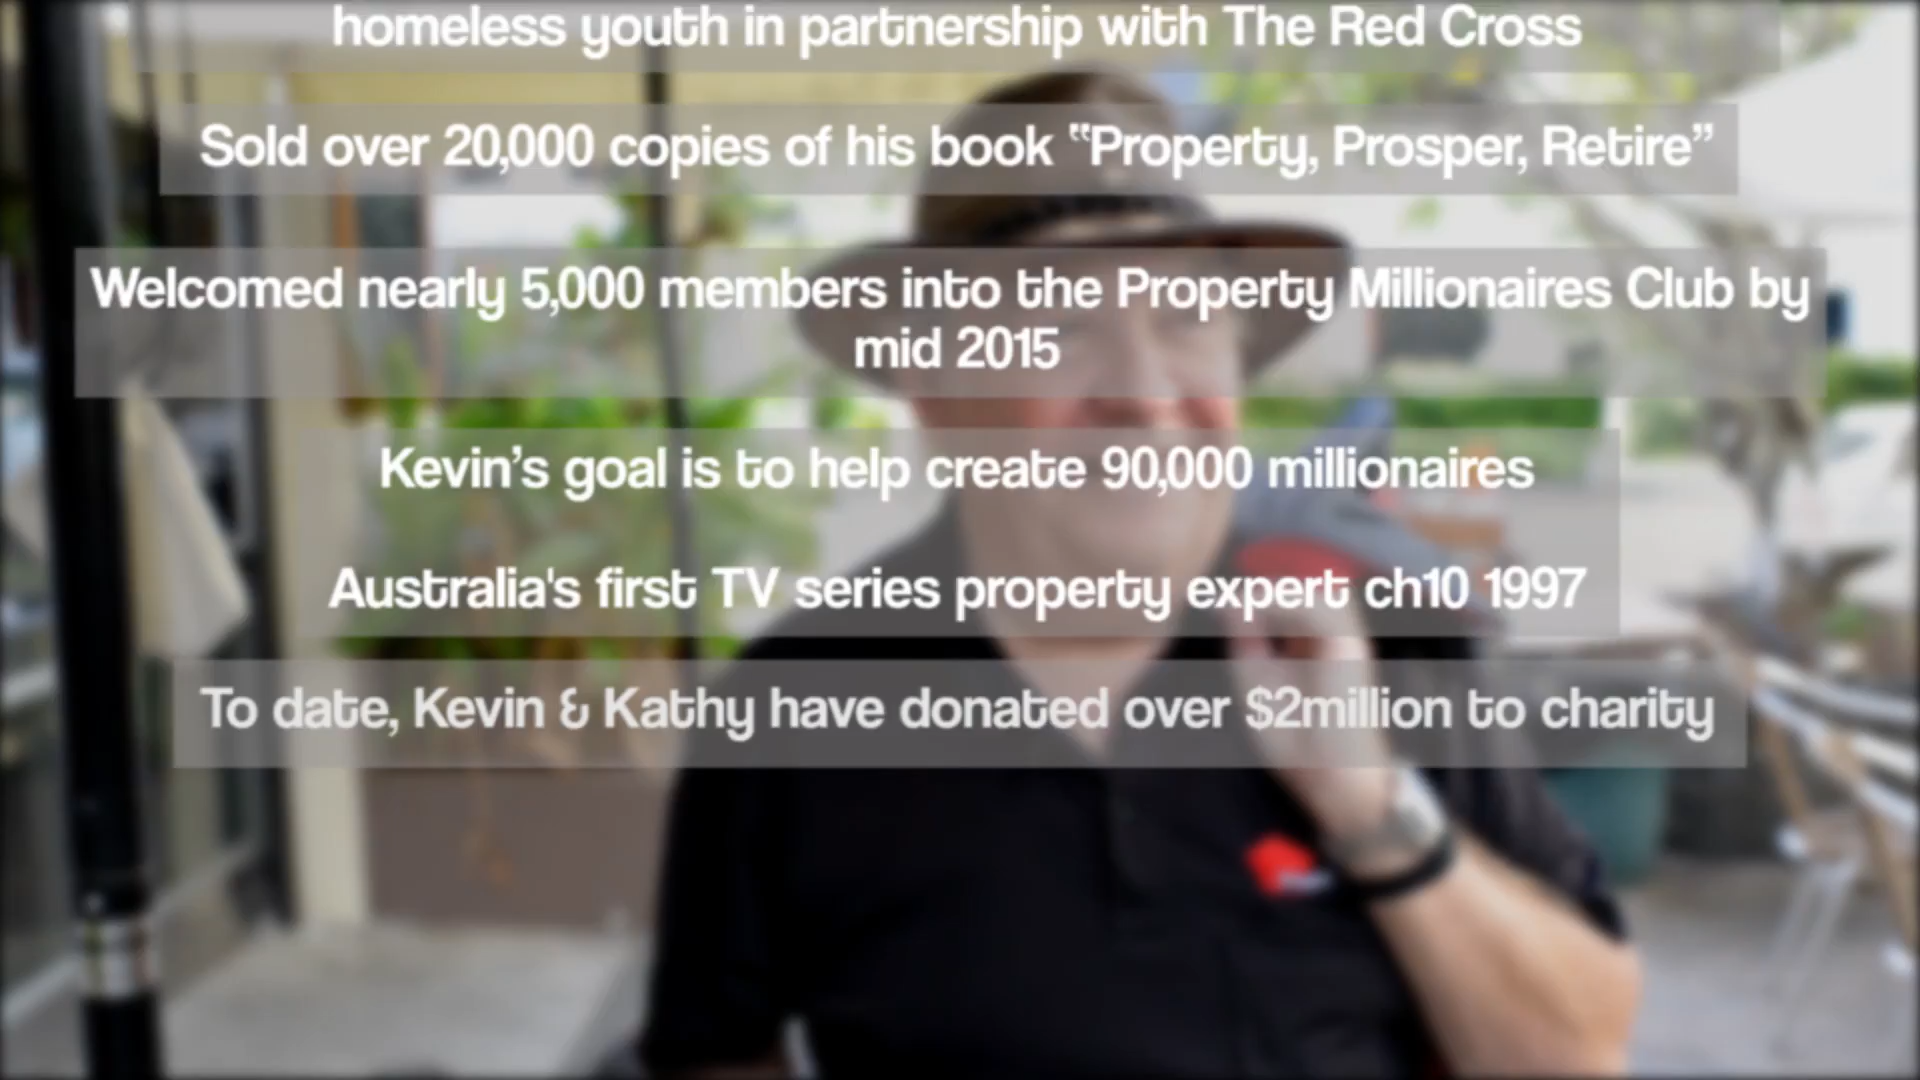 homeless youth in partnership with The Red Cross
Sold over 20,000 copies of his book “Property, Prosper, Retire”
Welcomed nearly 5,000 members into the Property Millionaires Club by
mid 2015
Kevin’s goal is to help create 90,000 millionaires
Australia's first TV series property expert ch10 1997
To date, Kevin & Kathy have donated over $2million to charity